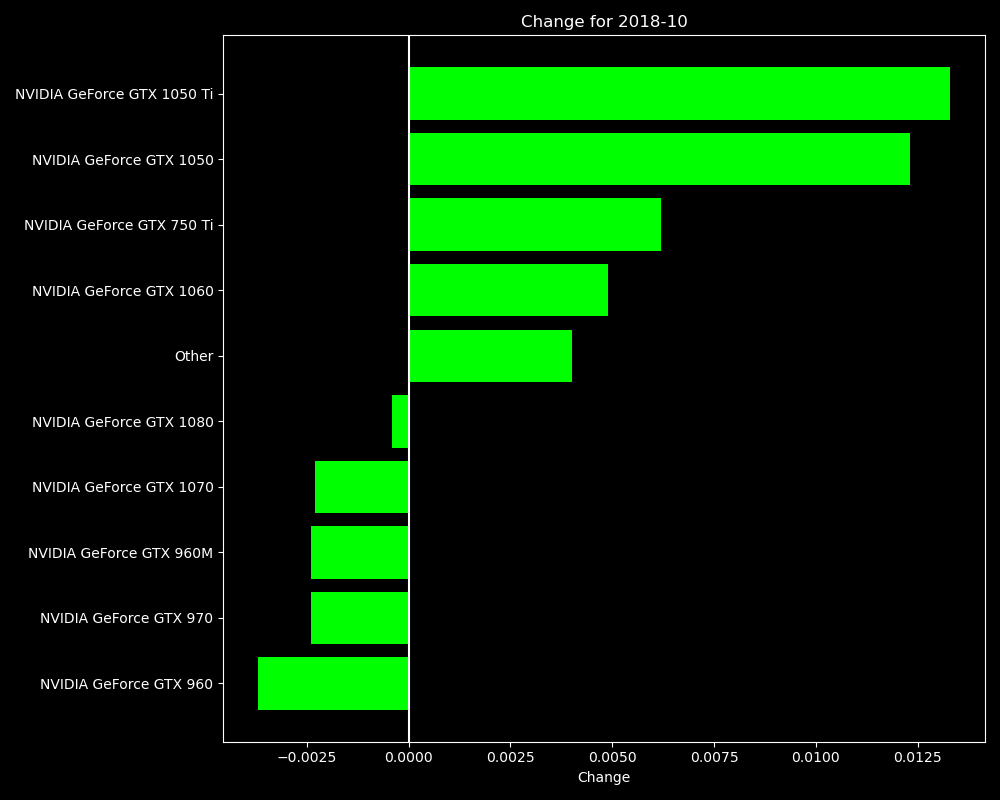 Change for 2018-10
NVIDIA GeForce GTX 1050 Ti
NVIDIA GeForce GTX 1050
NVIDIA GeForce GTX 750 Ti
NVIDIA GeForce GTX 1060
Other
NVIDIA GeForce GTX 1080
NVIDIA GeForce GTX 1070
NVIDIA GeForce GTX 960M
NVIDIA GeForce GTX 970
NVIDIA GeForce GTX 960
−0.0025 0.0000 0.0025 0.0050 0.0075 0.0100 0.0125
Change